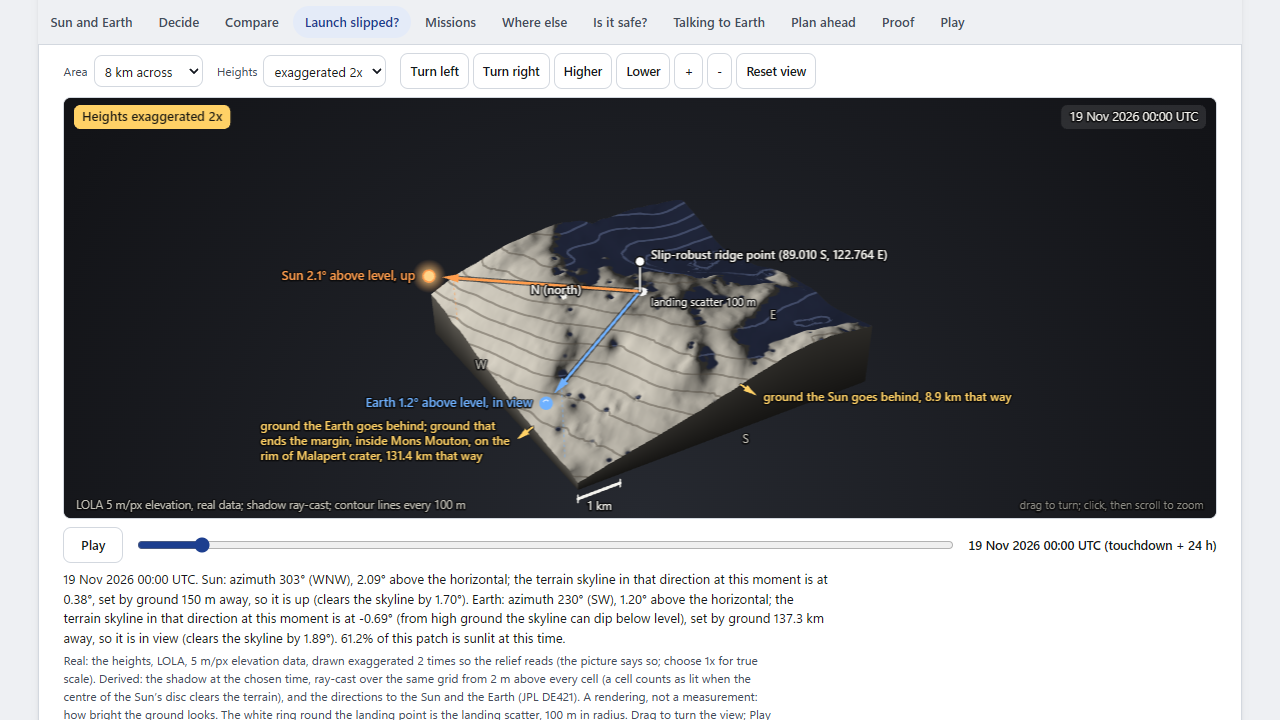 Sun and Earth Decide Compare Launch slipped? Missions Where else Is it safe? Talking to Earth Plan ahead Proof Play
Area 8 km across Heights exaggerated 2x Turn left Turn right Higher Lower + - Reset view
Heights exaggerated 2x
19 Nov 2026 00:00 UTC
Slip-robust ridge point (89.010 S, 122.764 E)
Sun 2.1° above level, up
N (north)
landing scatter 100 m
E
W
Earth 1.2° above level, in view
ground the Sun goes behind, 8.9 km that way
ground the Earth goes behind; ground that
ends the margin, inside Mons Mouton, on the
rim of Malapert crater, 131.4 km that way
S
LOLA 5 m/px elevation, real data; shadow ray-cast; contour lines every 100 m
1 km
drag to turn; click, then scroll to zoom
Play
19 Nov 2026 00:00 UTC (touchdown + 24 h)
19 Nov 2026 00:00 UTC. Sun: azimuth 303° (WNW), 2.09° above the horizontal; the terrain skyline in that direction at this moment is at
0.38°, set by ground 150 m away, so it is up (clears the skyline by 1.70°). Earth: azimuth 230° (SW), 1.20° above the horizontal; the
terrain skyline in that direction at this moment is at -0.69° (from high ground the skyline can dip below level), set by ground 137.3 km
away, so it is in view (clears the skyline by 1.89°). 61.2% of this patch is sunlit at this time.
Real: the heights, LOLA, 5 m/px elevation data, drawn exaggerated 2 times so the relief reads (the picture says so; choose 1x for true
scale). Derived: the shadow at the chosen time, ray-cast over the same grid from 2 m above every cell (a cell counts as lit when the
centre of the Sun's disc clears the terrain), and the directions to the Sun and the Earth (JPL DE421). A rendering, not a measurement:
how bright the ground looks. The white ring round the landing point is the landing scatter, 100 m in radius. Drag to turn the view; Play